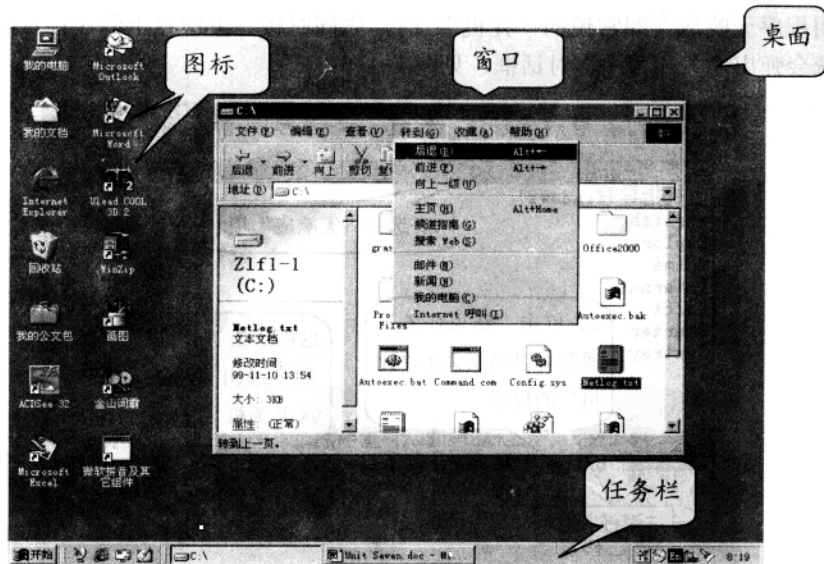 桌面
图标
窗口
我的电脑
Microsoft
Outlook
我的文档
Microsoft
Word
Internet
Explorer
Ulead COOL
3D 2
回收站
WinZip
我的公文包
画图
ACDSee 32
金山词霸
Microsoft
Excel
微软拼音及其
它组件
C:\
文件(F) 编辑(E) 查看(V) 转到(G) 收藏(A) 帮助(H)
后退 前进 向上 剪切
地址(D) C:\
后退(B) Alt+←
前进(F) Alt+→
向上一级(U)
主页(H) Alt+Home
频道指南(G)
搜索 Web(S)
邮件(M)
新闻(N)
我的电脑(C)
Internet 呼叫(I)
Zlf1-1
(C:)
Netlog.txt
文本文档
修改时间:
99-11-10 13:54
大小: 3KB
属性: (正常)
Office2000
Files
Autoexec.bak
Autoexec.bat Command.com Config.sys Netlog.txt
转到上一页。
任务栏
开始 C:\ Unit Seven.doc - En 8:19